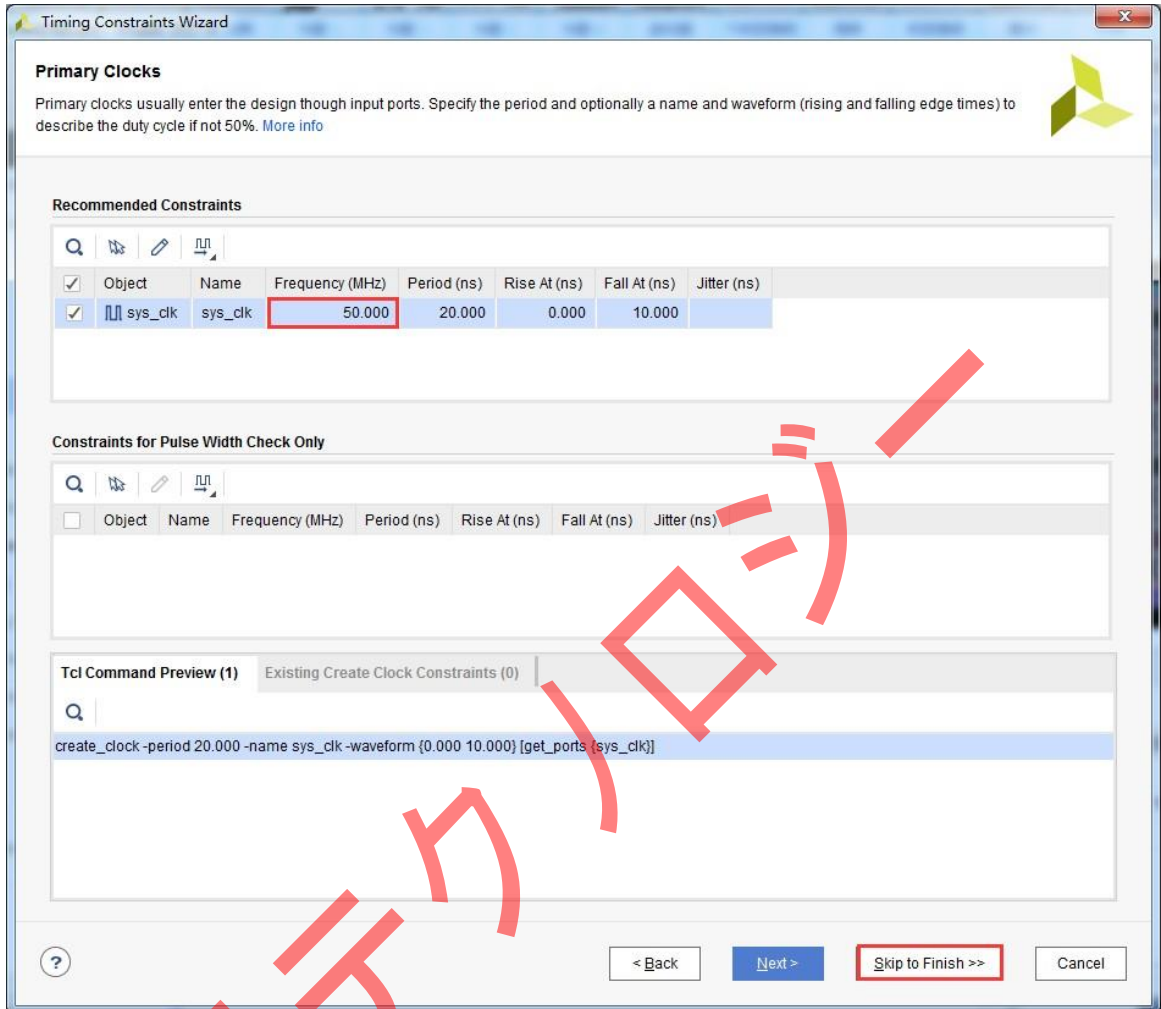 Timing Constraints Wizard
Primary Clocks
Primary clocks usually enter the design though input ports. Specify the period and optionally a name and waveform (rising and falling edge times) to
describe the duty cycle if not 50%. More info
Recommended Constraints
Object Name Frequency (MHz) Period (ns) Rise At (ns) Fall At (ns) Jitter (ns)
sys_clk sys_clk 50.000 20.000 0.000 10.000
Constraints for Pulse Width Check Only
Object Name Frequency (MHz) Period (ns) Rise At (ns) Fall At (ns) Jitter (ns)
Tcl Command Preview (1) Existing Create Clock Constraints (0)
create_clock -period 20.000 -name sys_clk -waveform {0.000 10.000} [get_ports {sys_clk}]
? < Back Next > Skip to Finish >> Cancel
テクノロジー